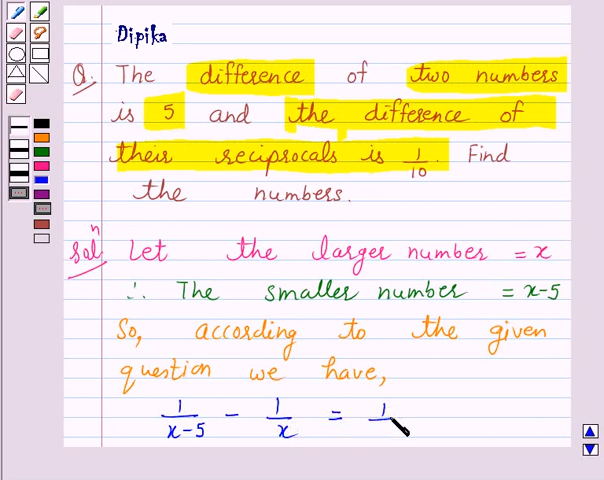 Dipika
Q. The difference of two numbers
is 5 and the difference of
their reciprocals is 1/10. Find
the numbers.
Solⁿ Let the larger number = x
∴ The smaller number = x-5
So, according to the given
question we have,
1/(x-5) - 1/x = 1